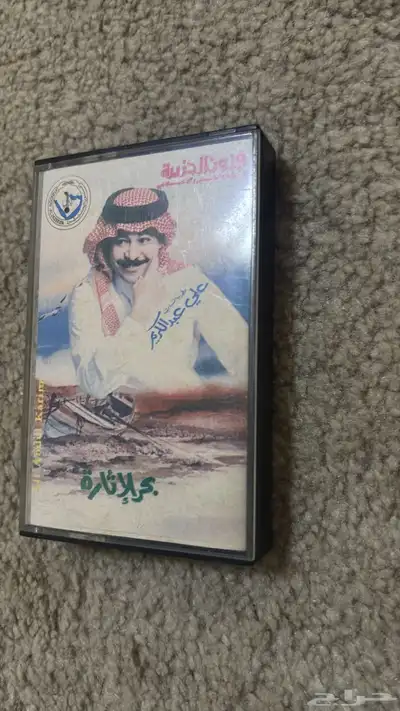 فنون الجزيرة
علي عبدالكريم
Ali Abdul Karim
بحر الإثارة
حراج